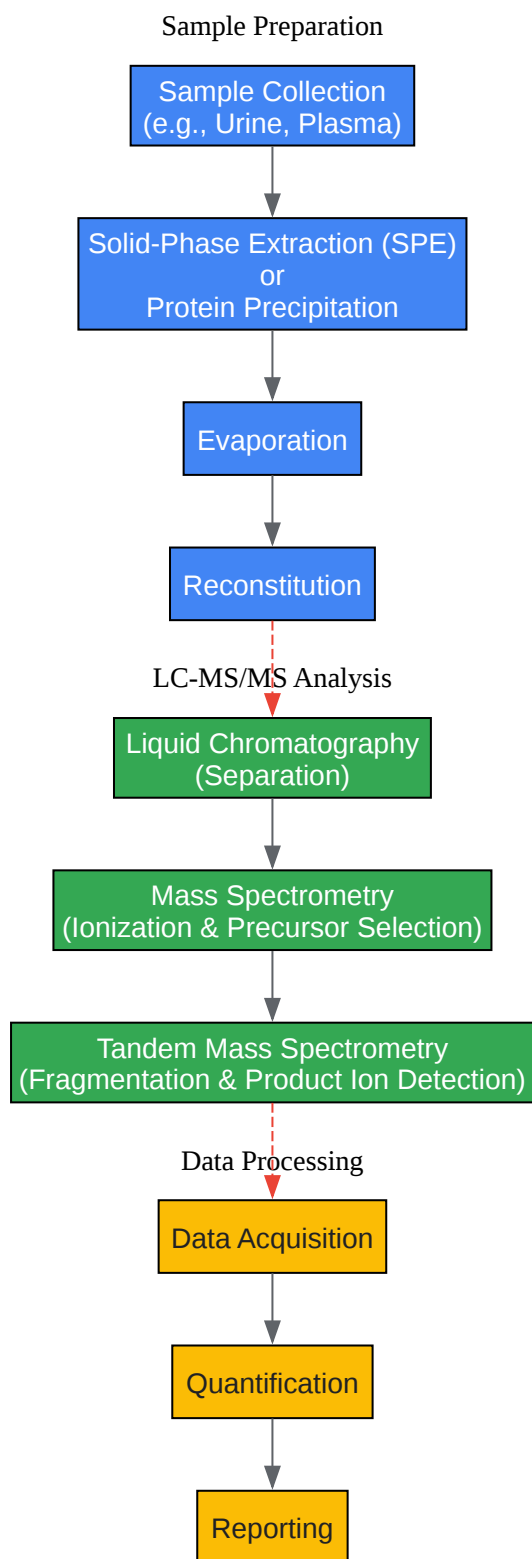 Sample Preparation
Sample Collection
(e.g., Urine, Plasma)
Solid-Phase Extraction (SPE)
or
Protein Precipitation
Evaporation
Reconstitution
LC-MS/MS Analysis
Liquid Chromatography
(Separation)
Mass Spectrometry
(Ionization & Precursor Selection)
Tandem Mass Spectrometry
(Fragmentation & Product Ion Detection)
Data Processing
Data Acquisition
Quantification
Reporting